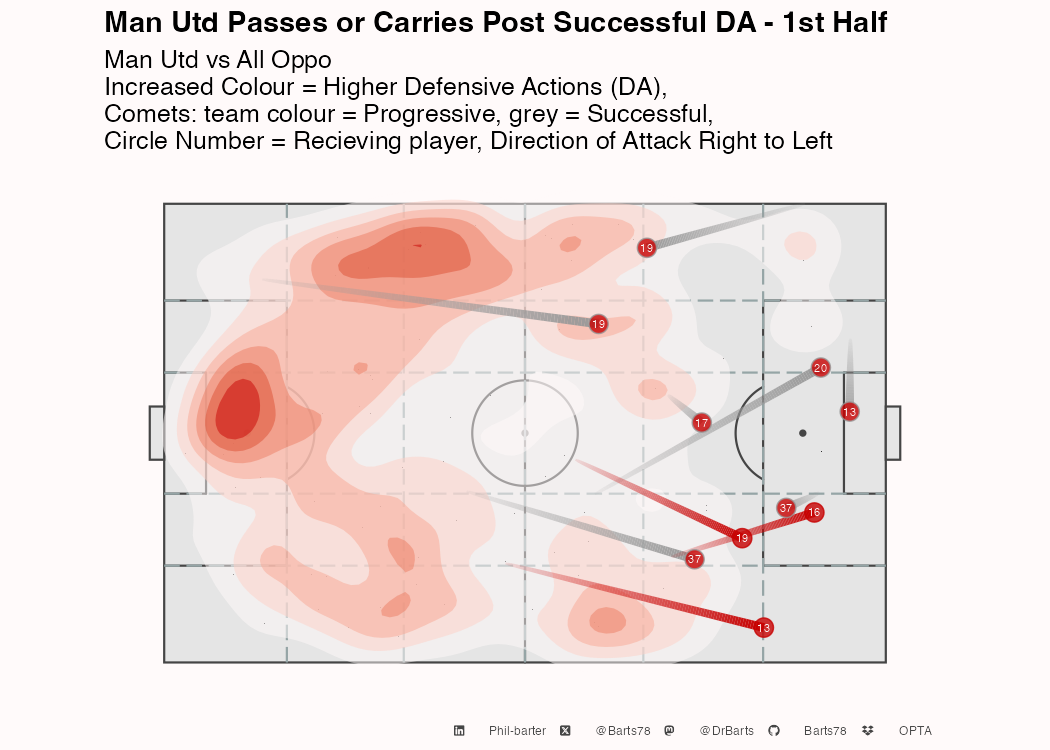 Man Utd Passes or Carries Post Successful DA - 1st Half
Man Utd vs All Oppo
Increased Colour = Higher Defensive Actions (DA),
Comets: team colour = Progressive, grey = Successful,
Circle Number = Recieving player, Direction of Attack Right to Left
19
19
20
13
17
37
16
19
37
13
Phil-barter @Barts78 @DrBarts Barts78 OPTA